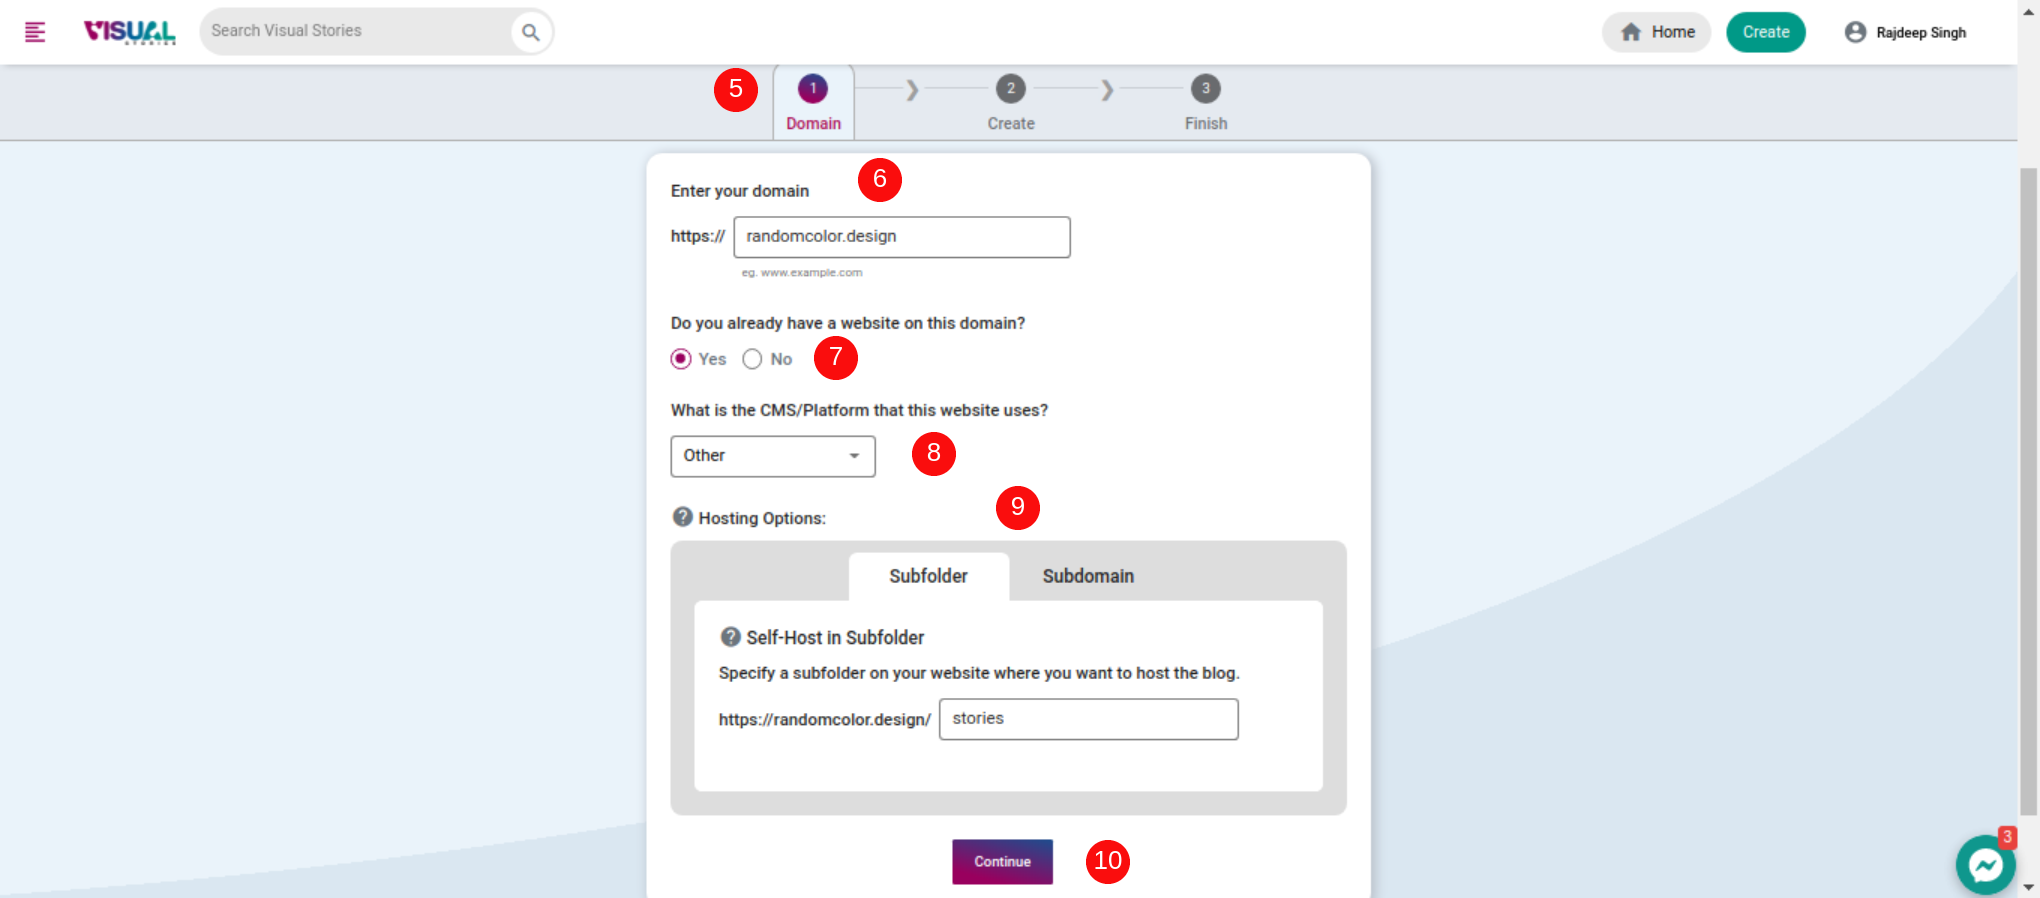 VISUAL
STORIES
Search Visual Stories
Home
Create
Rajdeep Singh
5
1
2
3
Domain
Create
Finish
6
Enter your domain
https://
randomcolor.design
eg. www.example.com
Do you already have a website on this domain?
Yes
No
7
What is the CMS/Platform that this website uses?
Other
8
9
? Hosting Options:
Subfolder
Subdomain
? Self-Host in Subfolder
Specify a subfolder on your website where you want to host the blog.
https://randomcolor.design/
stories
Continue
10
3